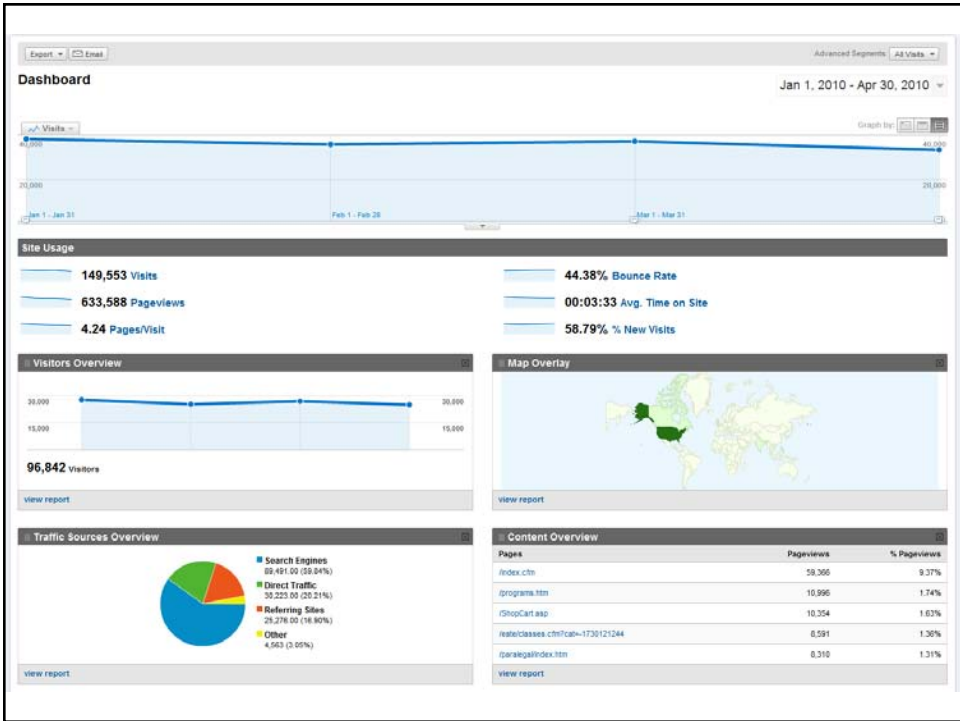 Export Email Advanced Segments: All Visits
Dashboard Jan 1, 2010 - Apr 30, 2010
Visits Graph by:
40,000 40,000
20,000 20,000
Jan 1 - Jan 31 Feb 1 - Feb 28 Mar 1 - Mar 31
Site Usage
149,553 Visits 44.38% Bounce Rate
633,588 Pageviews 00:03:33 Avg. Time on Site
4.24 Pages/Visit 58.79% % New Visits
Visitors Overview Map Overlay
30,000 30,000
15,000 15,000
96,842 Visitors
view report view report
Traffic Sources Overview Content Overview
Pages Pageviews % Pageviews
Search Engines
89,491.00 (59.84%)
Direct Traffic
30,223.00 (20.21%)
Referring Sites
25,276.00 (16.90%)
Other
4,563 (3.05%)
/index.cfm 59,366 9.37%
/programs.htm 10,996 1.74%
/ShopCart.asp 10,354 1.63%
8,591 1.36%
/paralegal/index.htm 8,310 1.31%
view report view report